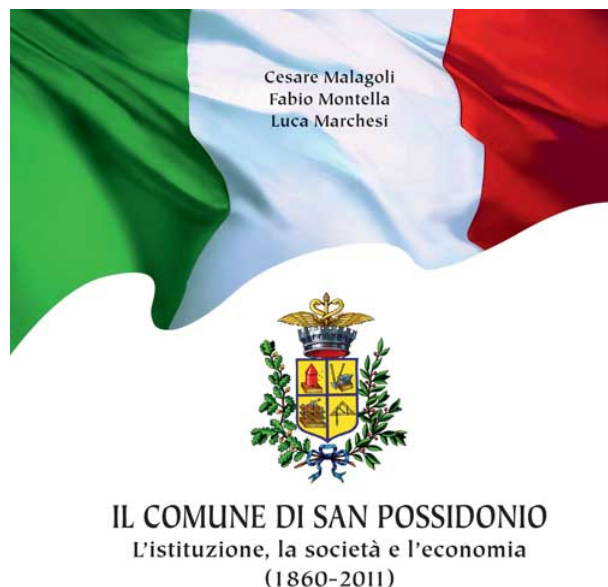 Cesare Malagoli
Fabio Montella
Luca Marchesi
IL COMUNE DI SAN POSSIDONIO
L'istituzione, la società e l'economia
(1860-2011)